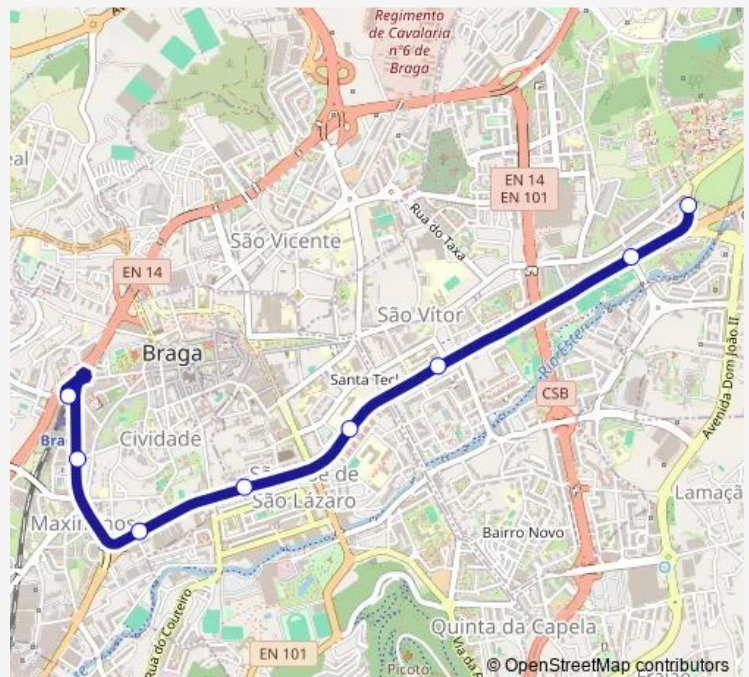 Regimento
de Cavalaria
nº6 de
Braga
EN 14
EN 101
Rua do Taxa
São Vicente
EN 14
São Vítor
Rio Este
Braga
Santa Tecl
CSB
Avenida Dom João II
Cividade
São Lázaro
Lamaçã
Bairro Novo
Rua do Couteiro
Quinta da Capela
EN 101
Picoto
© OpenStreetMap contributors